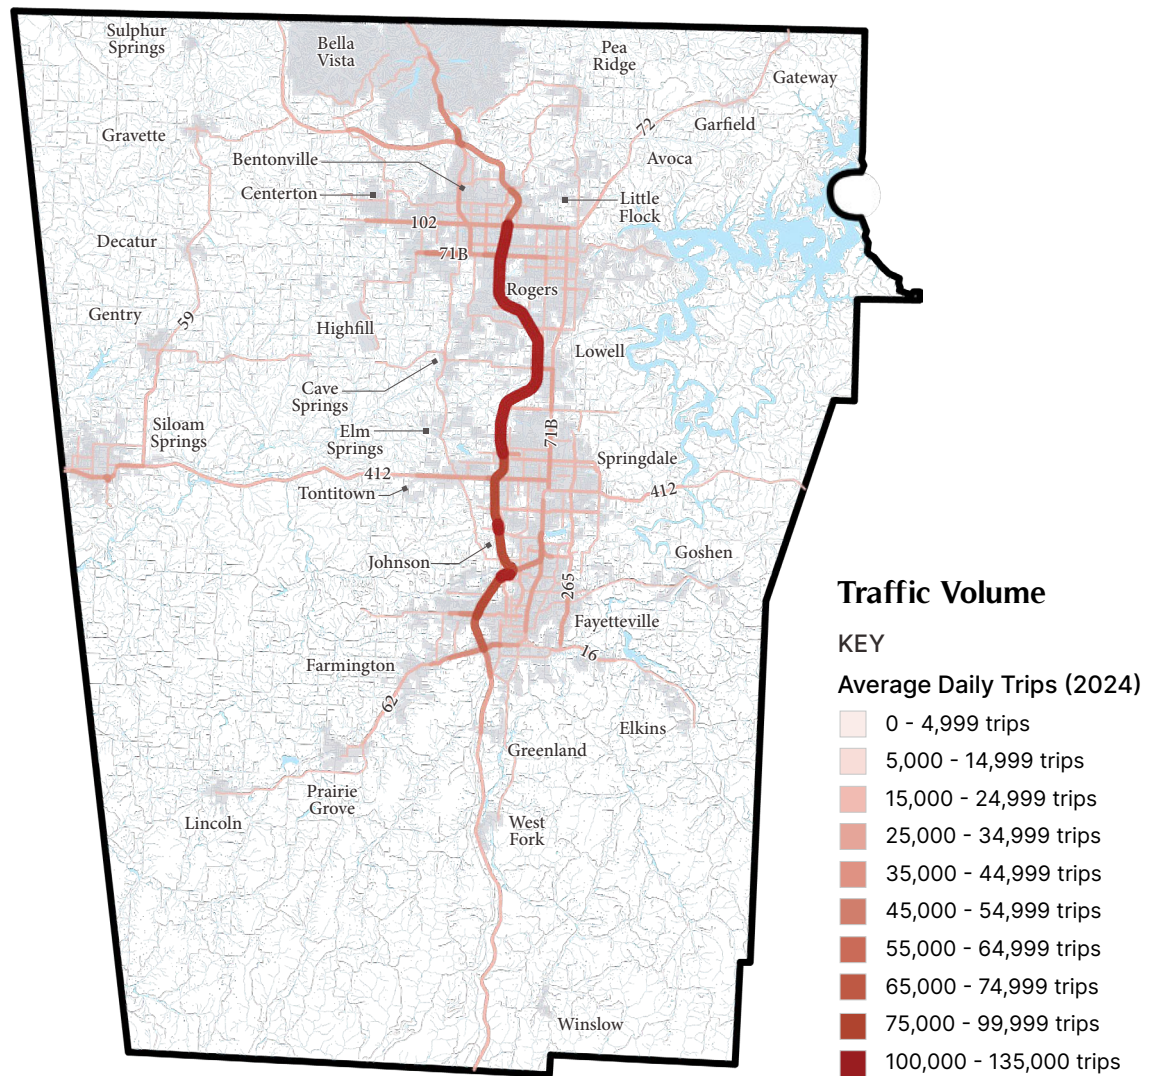 Sulphur
Springs
Bella
Vista
Pea
Ridge
Gateway
Gravette
72
Garfield
Bentonville
Avoca
Centerton
Little
Flock
102
Decatur
71B
Rogers
Gentry
59
Highfill
Lowell
Cave
Springs
Siloam
Springs
Elm
Springs
71B
Springdale
412
Tontitown
412
Johnson
Goshen
265
Fayetteville
16
Farmington
62
Elkins
Greenland
Prairie
Grove
Lincoln
West
Fork
Winslow
Traffic Volume
KEY
Average Daily Trips (2024)
0 - 4,999 trips
5,000 - 14,999 trips
15,000 - 24,999 trips
25,000 - 34,999 trips
35,000 - 44,999 trips
45,000 - 54,999 trips
55,000 - 64,999 trips
65,000 - 74,999 trips
75,000 - 99,999 trips
100,000 - 135,000 trips